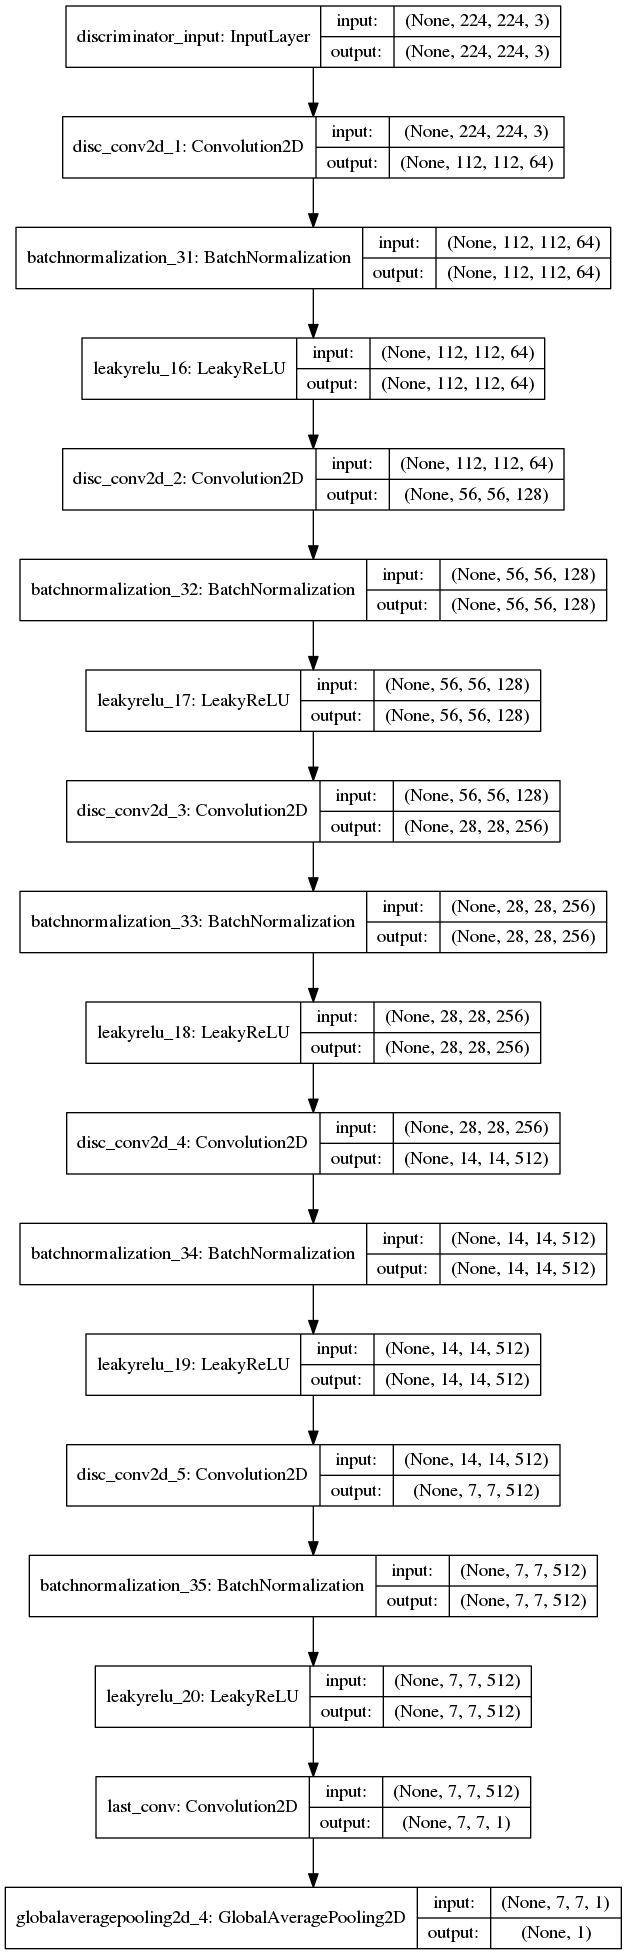 discriminator_input: InputLayer
input: (None, 224, 224, 3)
output: (None, 224, 224, 3)
disc_conv2d_1: Convolution2D
input: (None, 224, 224, 3)
output: (None, 112, 112, 64)
batchnormalization_31: BatchNormalization
input: (None, 112, 112, 64)
output: (None, 112, 112, 64)
leakyrelu_16: LeakyReLU
input: (None, 112, 112, 64)
output: (None, 112, 112, 64)
disc_conv2d_2: Convolution2D
input: (None, 112, 112, 64)
output: (None, 56, 56, 128)
batchnormalization_32: BatchNormalization
input: (None, 56, 56, 128)
output: (None, 56, 56, 128)
leakyrelu_17: LeakyReLU
input: (None, 56, 56, 128)
output: (None, 56, 56, 128)
disc_conv2d_3: Convolution2D
input: (None, 56, 56, 128)
output: (None, 28, 28, 256)
batchnormalization_33: BatchNormalization
input: (None, 28, 28, 256)
output: (None, 28, 28, 256)
leakyrelu_18: LeakyReLU
input: (None, 28, 28, 256)
output: (None, 28, 28, 256)
disc_conv2d_4: Convolution2D
input: (None, 28, 28, 256)
output: (None, 14, 14, 512)
batchnormalization_34: BatchNormalization
input: (None, 14, 14, 512)
output: (None, 14, 14, 512)
leakyrelu_19: LeakyReLU
input: (None, 14, 14, 512)
output: (None, 14, 14, 512)
disc_conv2d_5: Convolution2D
input: (None, 14, 14, 512)
output: (None, 7, 7, 512)
batchnormalization_35: BatchNormalization
input: (None, 7, 7, 512)
output: (None, 7, 7, 512)
leakyrelu_20: LeakyReLU
input: (None, 7, 7, 512)
output: (None, 7, 7, 512)
last_conv: Convolution2D
input: (None, 7, 7, 512)
output: (None, 7, 7, 1)
globalaveragepooling2d_4: GlobalAveragePooling2D
input: (None, 7, 7, 1)
output: (None, 1)